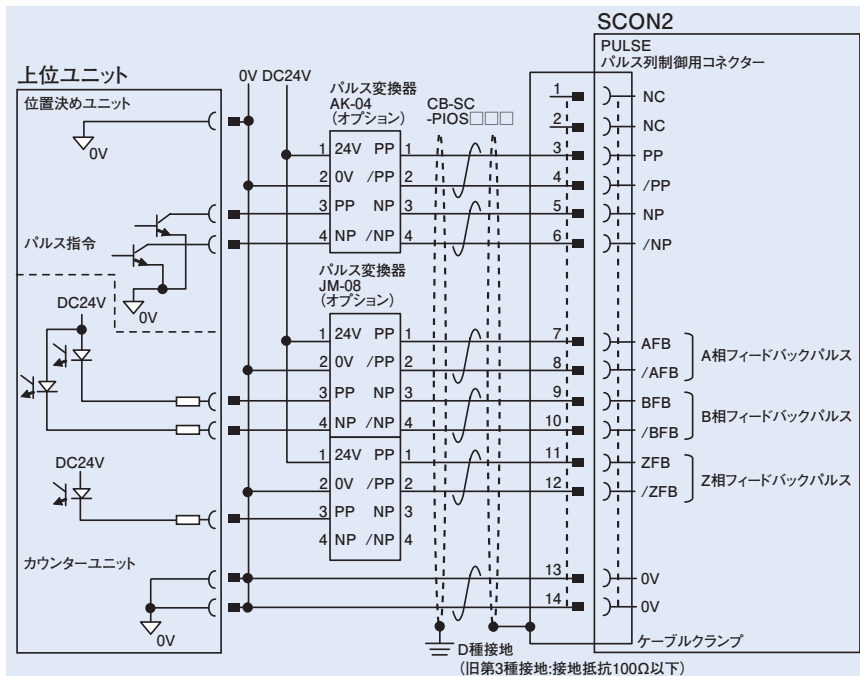 SCON2
PULSE
パルス列制御用コネクター
上位ユニット
位置決めユニット
0V
パルス指令
0V
DC24V
DC24V
カウンターユニット
0V
0V DC24V
パルス変換器
AK-04
(オプション)
1 24V PP 1
2 0V /PP 2
3 PP NP 3
4 NP /NP 4
パルス変換器
JM-08
(オプション)
1 24V PP 1
2 0V /PP 2
3 PP NP 3
4 NP /NP 4
1 24V PP 1
2 0V /PP 2
3 PP NP 3
4 NP /NP 4
CB-SC
-PIOS□□□
1 NC
2 NC
3 PP
4 /PP
5 NP
6 /NP
7 AFB
8 /AFB
A相フィードバックパルス
9 BFB
10 /BFB
B相フィードバックパルス
11 ZFB
12 /ZFB
Z相フィードバックパルス
13 0V
14 0V
ケーブルクランプ
D種接地
(旧第3種接地:接地抵抗100Ω以下)